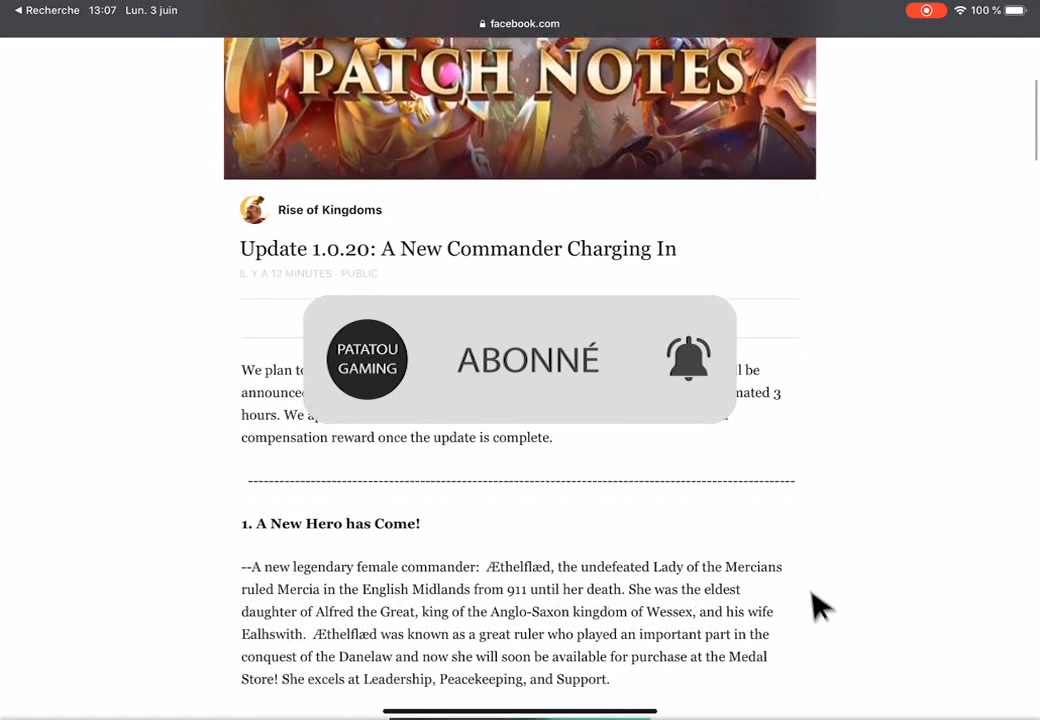 Recherche 13:07 Lun. 3 juin 100 %
facebook.com
PATCH NOTES
Rise of Kingdoms
Update 1.0.20: A New Commander Charging In
IL Y A 12 MINUTES · PUBLIC
PATATOU
GAMING
ABONNÉ
We plan to be
announced 3
hours. We
compensation reward once the update is complete.
1. A New Hero has Come!
--A new legendary female commander: Æthelflæd, the undefeated Lady of the Mercians
ruled Mercia in the English Midlands from 911 until her death. She was the eldest
daughter of Alfred the Great, king of the Anglo-Saxon kingdom of Wessex, and his wife
Ealhswith. Æthelflæd was known as a great ruler who played an important part in the
conquest of the Danelaw and now she will soon be available for purchase at the Medal
Store! She excels at Leadership, Peacekeeping, and Support.